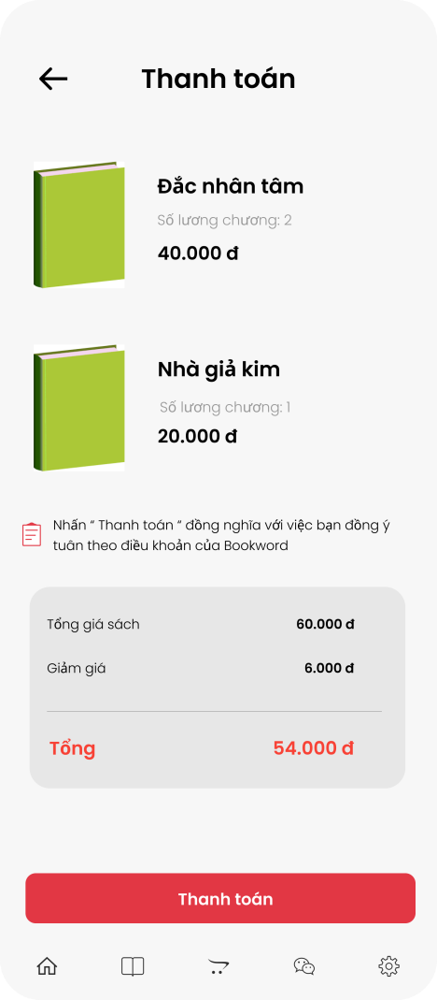 Thanh toán
Đắc nhân tâm
Số lương chương: 2
40.000 đ
Nhà giả kim
Số lương chương: 1
20.000 đ
Nhấn “ Thanh toán “ đồng nghĩa với việc bạn đồng ý
tuân theo điều khoản của Bookword
Tổng giá sách 60.000 đ
Giảm giá 6.000 đ
Tổng 54.000 đ
Thanh toán